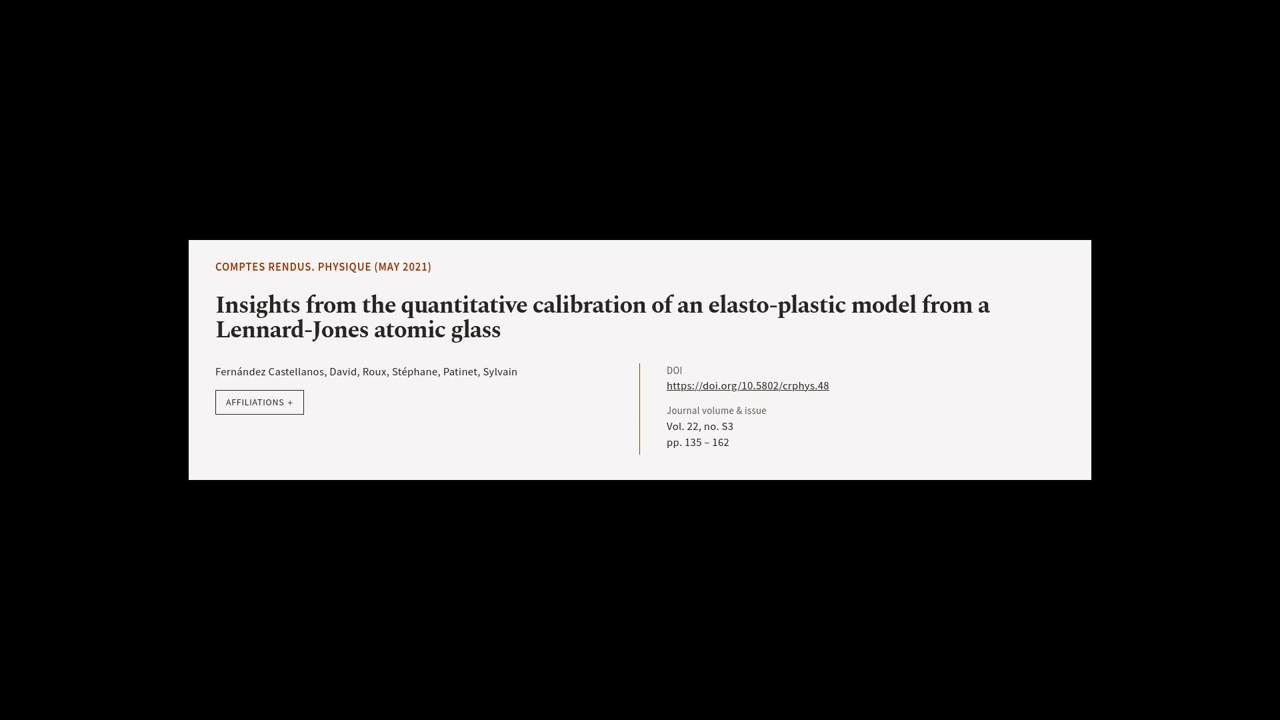 COMPTES RENDUS. PHYSIQUE (MAY 2021)
Insights from the quantitative calibration of an elasto-plastic model from a
Lennard-Jones atomic glass
Fernández Castellanos, David, Roux, Stéphane, Patinet, Sylvain
AFFILIATIONS +
DOI
https://doi.org/10.5802/crphys.48
Journal volume & issue
Vol. 22, no. S3
pp. 135 – 162